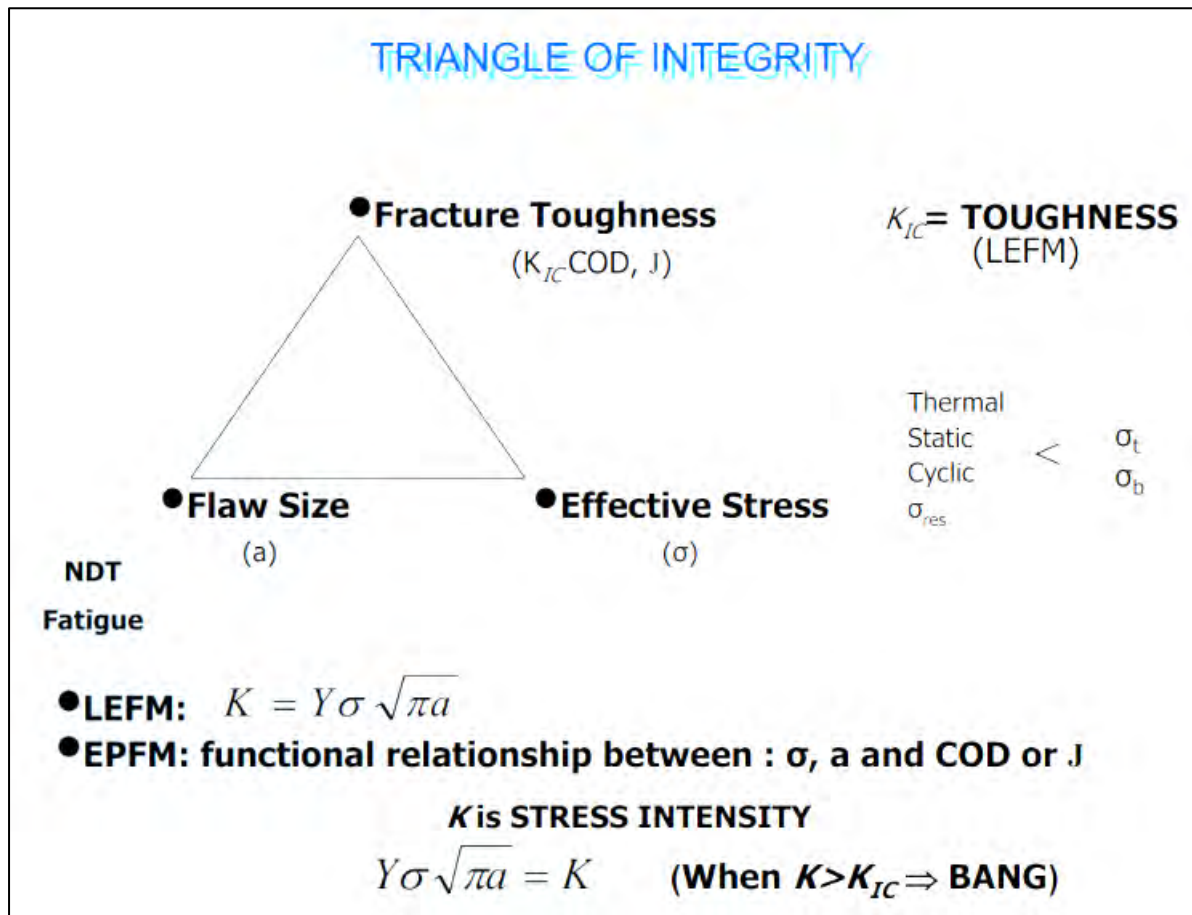 TRIANGLE OF INTEGRITY
●Fracture Toughness
(K_IC COD, J)
K_IC= TOUGHNESS
(LEFM)
Thermal
Static
Cyclic
σ_res
<
σ_t
σ_b
●Flaw Size
(a)
●Effective Stress
(σ)
NDT
Fatigue
●LEFM: K = Yσ√πa
●EPFM: functional relationship between : σ, a and COD or J
K is STRESS INTENSITY
Yσ√πa = K (When K>K_IC ⇒ BANG)